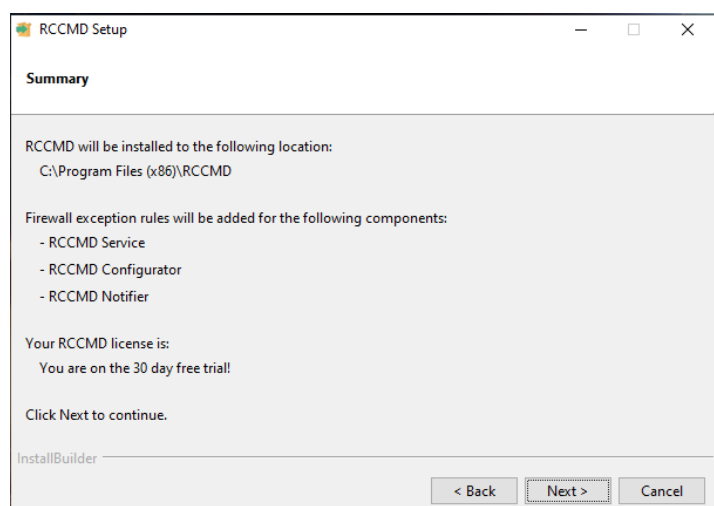 RCCMD Setup
Summary
RCCMD will be installed to the following location:
C:\Program Files (x86)\RCCMD
Firewall exception rules will be added for the following components:
- RCCMD Service
- RCCMD Configurator
- RCCMD Notifier
Your RCCMD license is:
You are on the 30 day free trial!
Click Next to continue.
InstallBuilder
< Back Next > Cancel